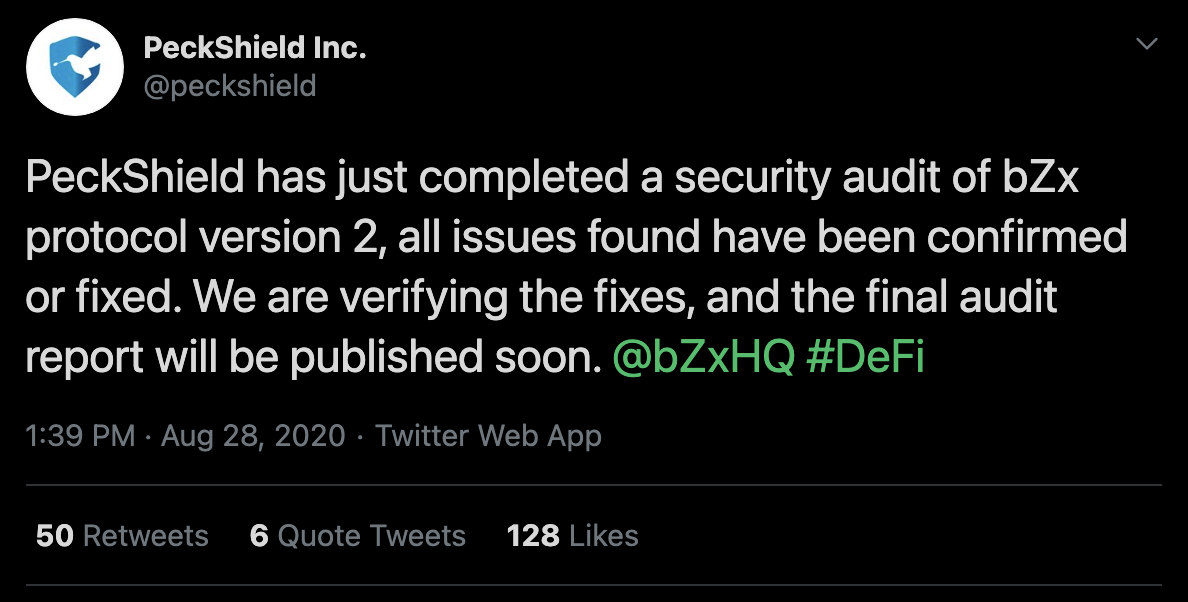 PeckShield Inc.
@peckshield
PeckShield has just completed a security audit of bZx
protocol version 2, all issues found have been confirmed
or fixed. We are verifying the fixes, and the final audit
report will be published soon. @bZxHQ #DeFi
1:39 PM · Aug 28, 2020 · Twitter Web App
50 Retweets 6 Quote Tweets 128 Likes